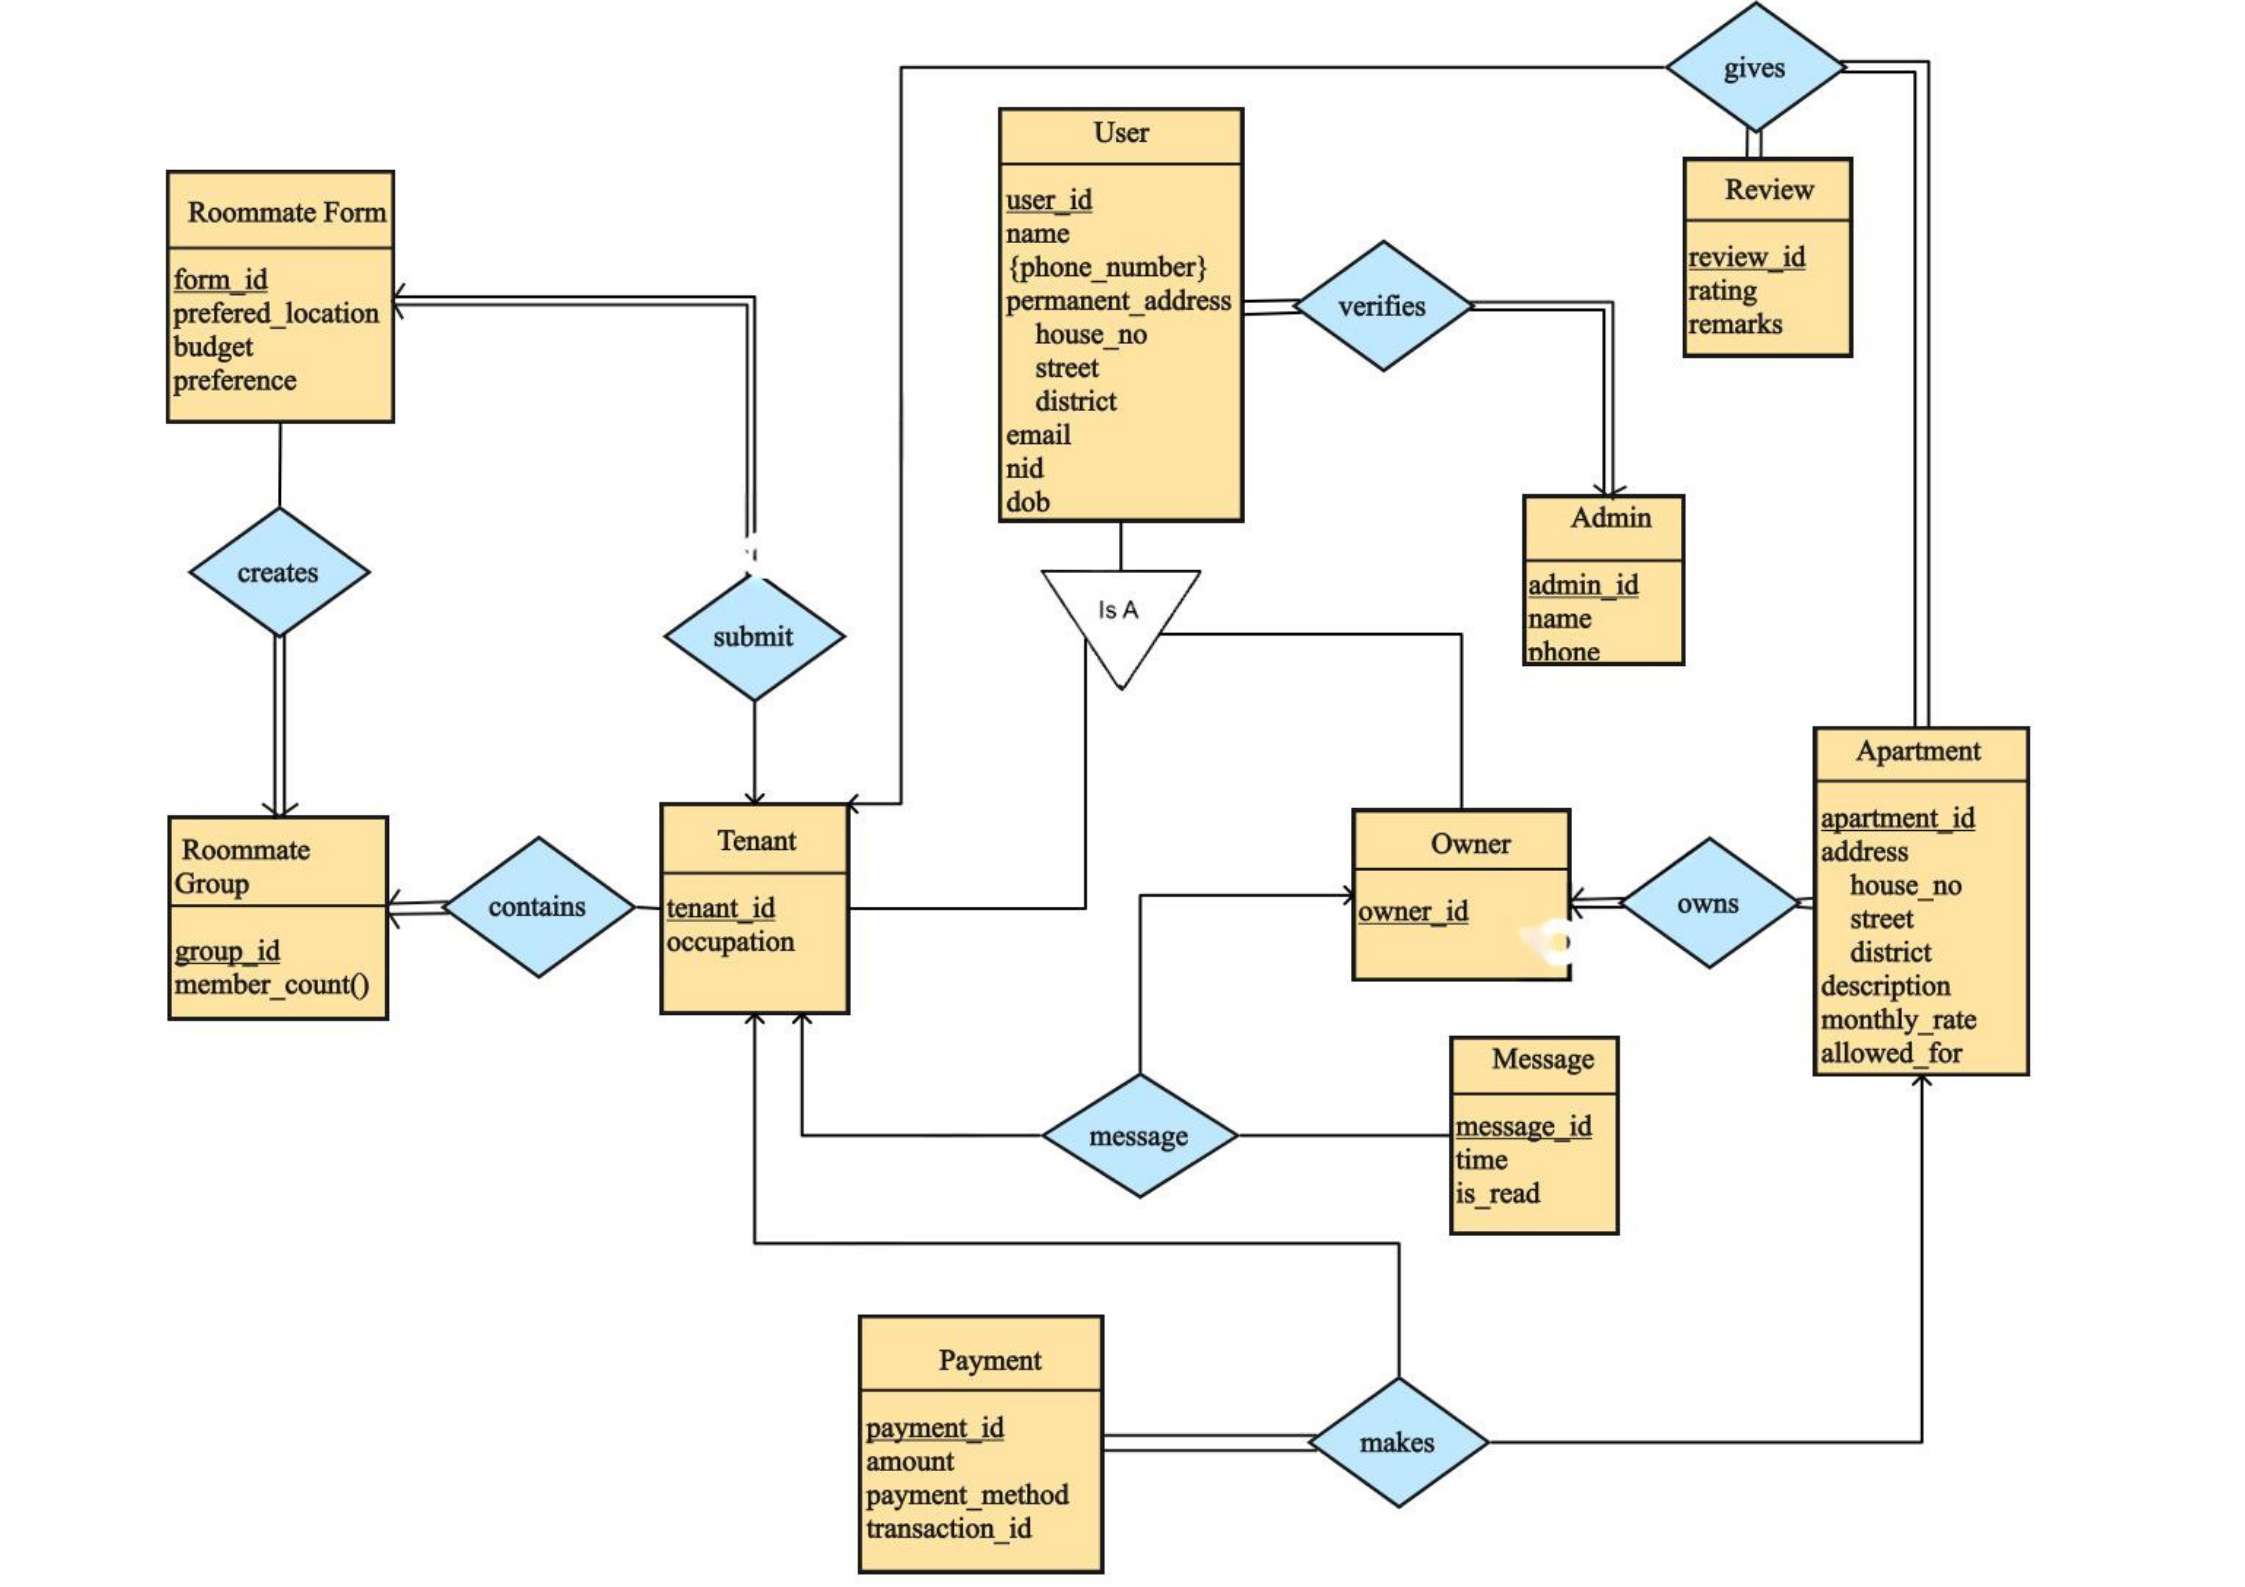 gives
User
user_id
name
{phone_number}
permanent_address
house_no
street
district
email
nid
dob
Review
review_id
rating
remarks
Roommate Form
form_id
prefered_location
budget
preference
verifies
Admin
admin_id
name
phone
creates
submit
Is A
Apartment
apartment_id
address
house_no
street
district
description
monthly_rate
allowed_for
Roommate
Group
group_id
member_count()
contains
Tenant
tenant_id
occupation
Owner
owner_id
owns
message
Message
message_id
time
is_read
Payment
payment_id
amount
payment_method
transaction_id
makes